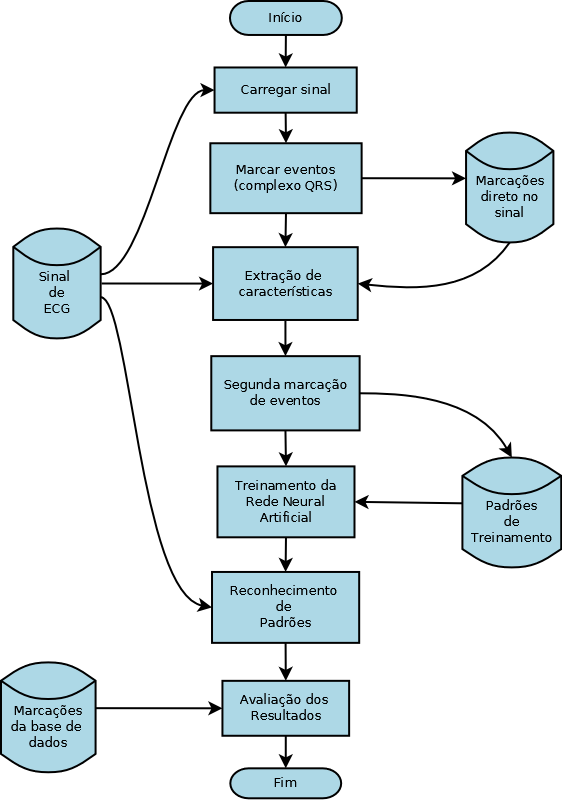 Início
Carregar sinal
Marcar eventos
(complexo QRS)
Marcações
direto no
sinal
Sinal
de
ECG
Extração de
características
Segunda marcação
de eventos
Treinamento da
Rede Neural
Artificial
Padrões
de
Treinamento
Reconhecimento
de
Padrões
Marcações
da base de
dados
Avaliação dos
Resultados
Fim